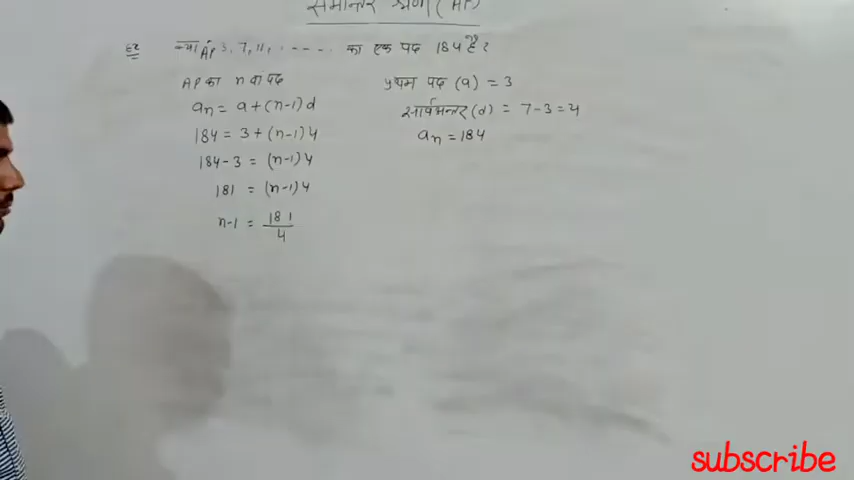 समान्तर श्रेणी (AP)
क्या AP 3, 7, 11, ------ का एक पद 184 है ?
AP का n वां पद
प्रथम पद (a) = 3
an = a + (n-1) d
सार्वअन्तर (d) = 7-3 = 4
184 = 3 + (n-1) 4
an = 184
184-3 = (n-1) 4
181 = (n-1) 4
n-1 = 181/4
subscribe